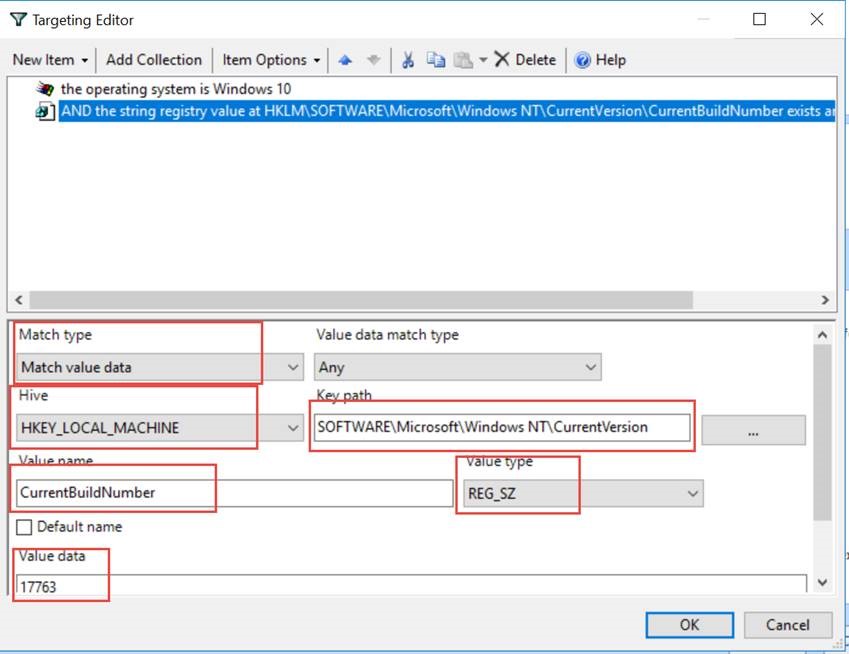 Targeting Editor
New Item Add Collection Item Options Delete Help
the operating system is Windows 10
AND the string registry value at HKLM\SOFTWARE\Microsoft\Windows NT\CurrentVersion\CurrentBuildNumber exists
Match type Value data match type
Match value data Any
Hive Key path
HKEY_LOCAL_MACHINE SOFTWARE\Microsoft\Windows NT\CurrentVersion ...
Value name Value type
CurrentBuildNumber REG_SZ
Default name
Value data
17763
OK Cancel